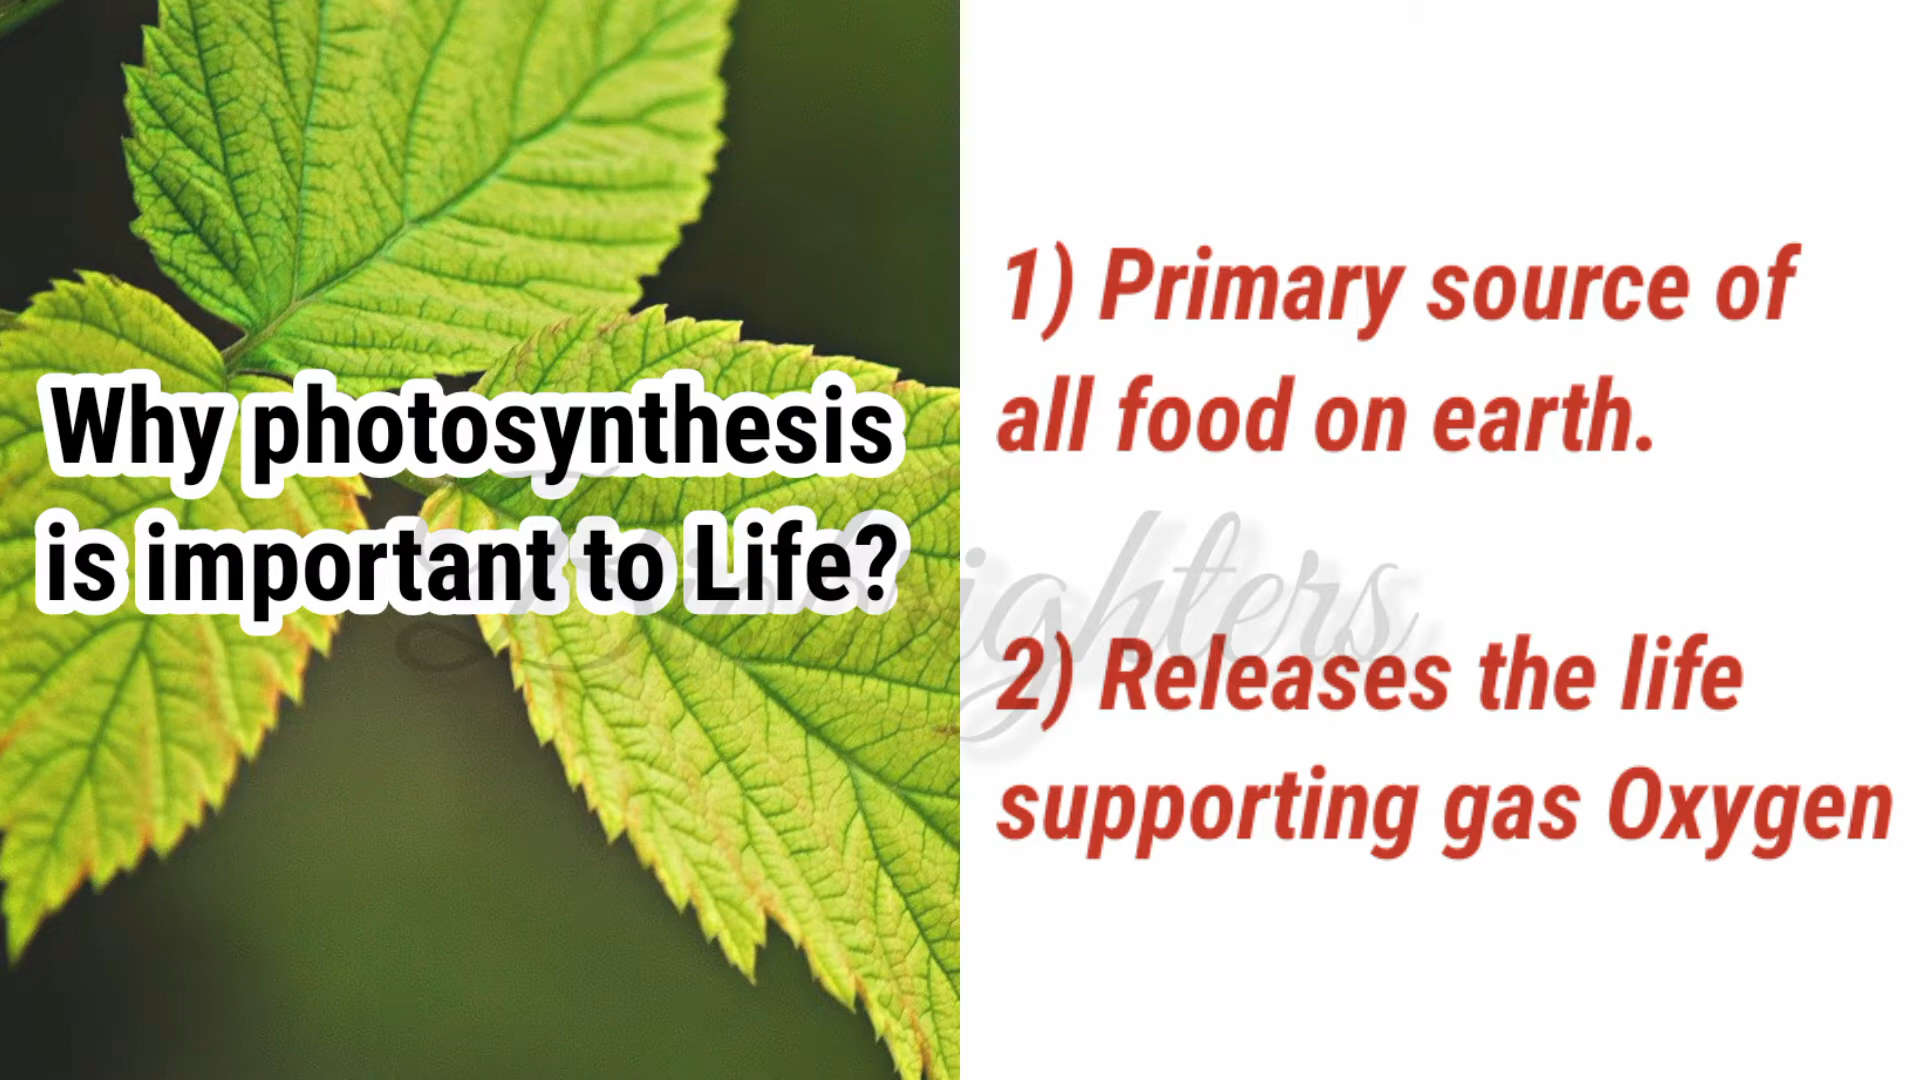 Why photosynthesis
is important to Life?
1) Primary source of
all food on earth.
2) Releases the life
supporting gas Oxygen